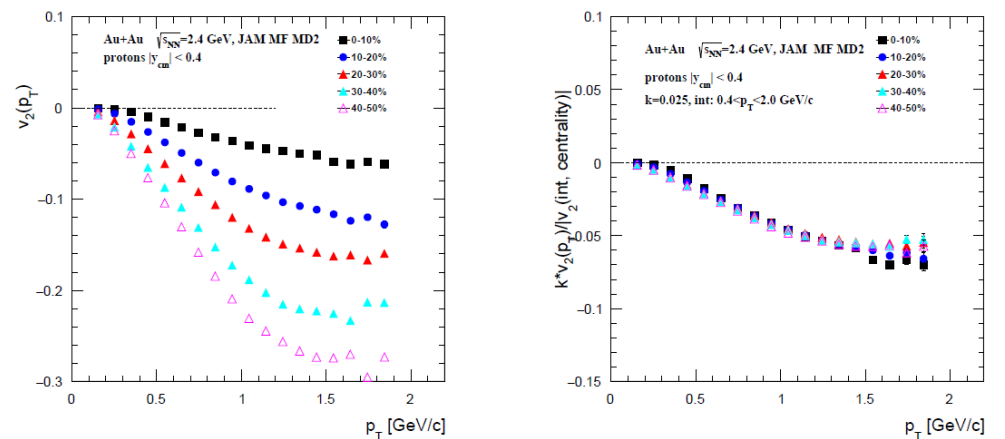 0.1
0
−0.1
−0.2
−0.3
v2(pT)
Au+Au √sNN=2.4 GeV, JAM MF MD2
protons |ycm| < 0.4
0-10%
10-20%
20-30%
30-40%
40-50%
0 0.5 1 1.5 2
pT [GeV/c]
0.1
0.05
0
−0.05
−0.1
−0.15
k*v2(pT)/|v2(int, centrality)|
Au+Au √sNN=2.4 GeV, JAM MF MD2
protons |ycm| < 0.4
k=0.025, int: 0.4<pT<2.0 GeV/c
0-10%
10-20%
20-30%
30-40%
40-50%
0 0.5 1 1.5 2
pT [GeV/c]